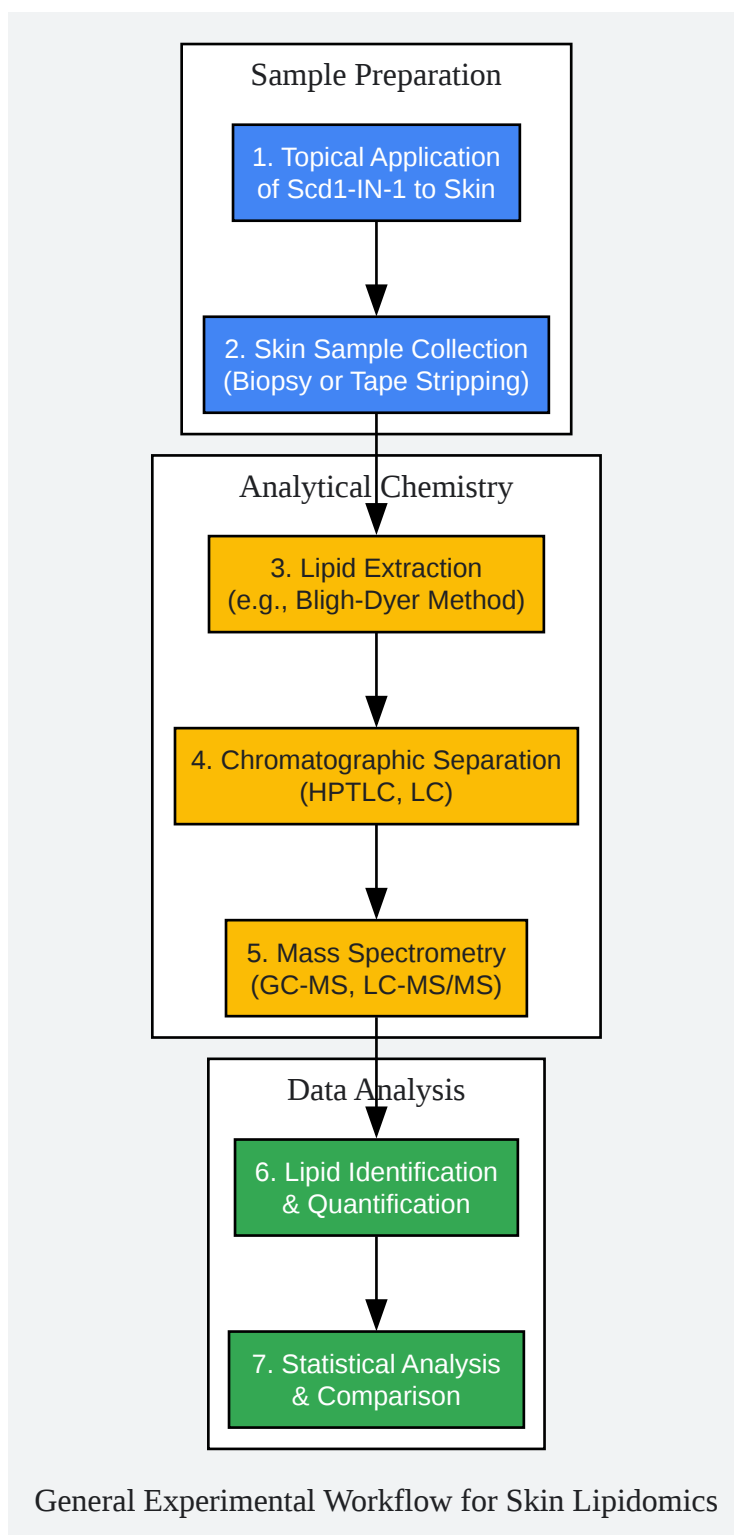 Sample Preparation
1. Topical Application
of Scd1-IN-1 to Skin
2. Skin Sample Collection
(Biopsy or Tape Stripping)
Analytical Chemistry
3. Lipid Extraction
(e.g., Bligh-Dyer Method)
4. Chromatographic Separation
(HPTLC, LC)
5. Mass Spectrometry
(GC-MS, LC-MS/MS)
Data Analysis
6. Lipid Identification
& Quantification
7. Statistical Analysis
& Comparison
General Experimental Workflow for Skin Lipidomics